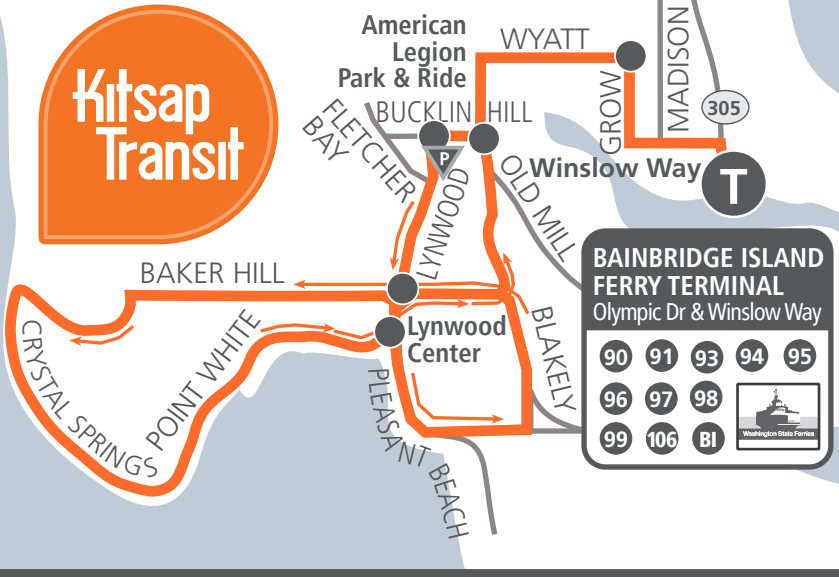 Kitsap
Transit
American
Legion
Park & Ride
WYATT
MADISON
GROW
305
BUCKLIN HILL
FLETCHER
BAY
P
LYNWOOD
OLD MILL
Winslow Way
T
BAKER HILL
Lynwood
Center
BLAKELY
CRYSTAL SPRINGS
POINT WHITE
PLEASANT BEACH
BAINBRIDGE ISLAND
FERRY TERMINAL
Olympic Dr & Winslow Way
90 91 93 94 95
96 97 98
99 106 BI
Washington State Ferries